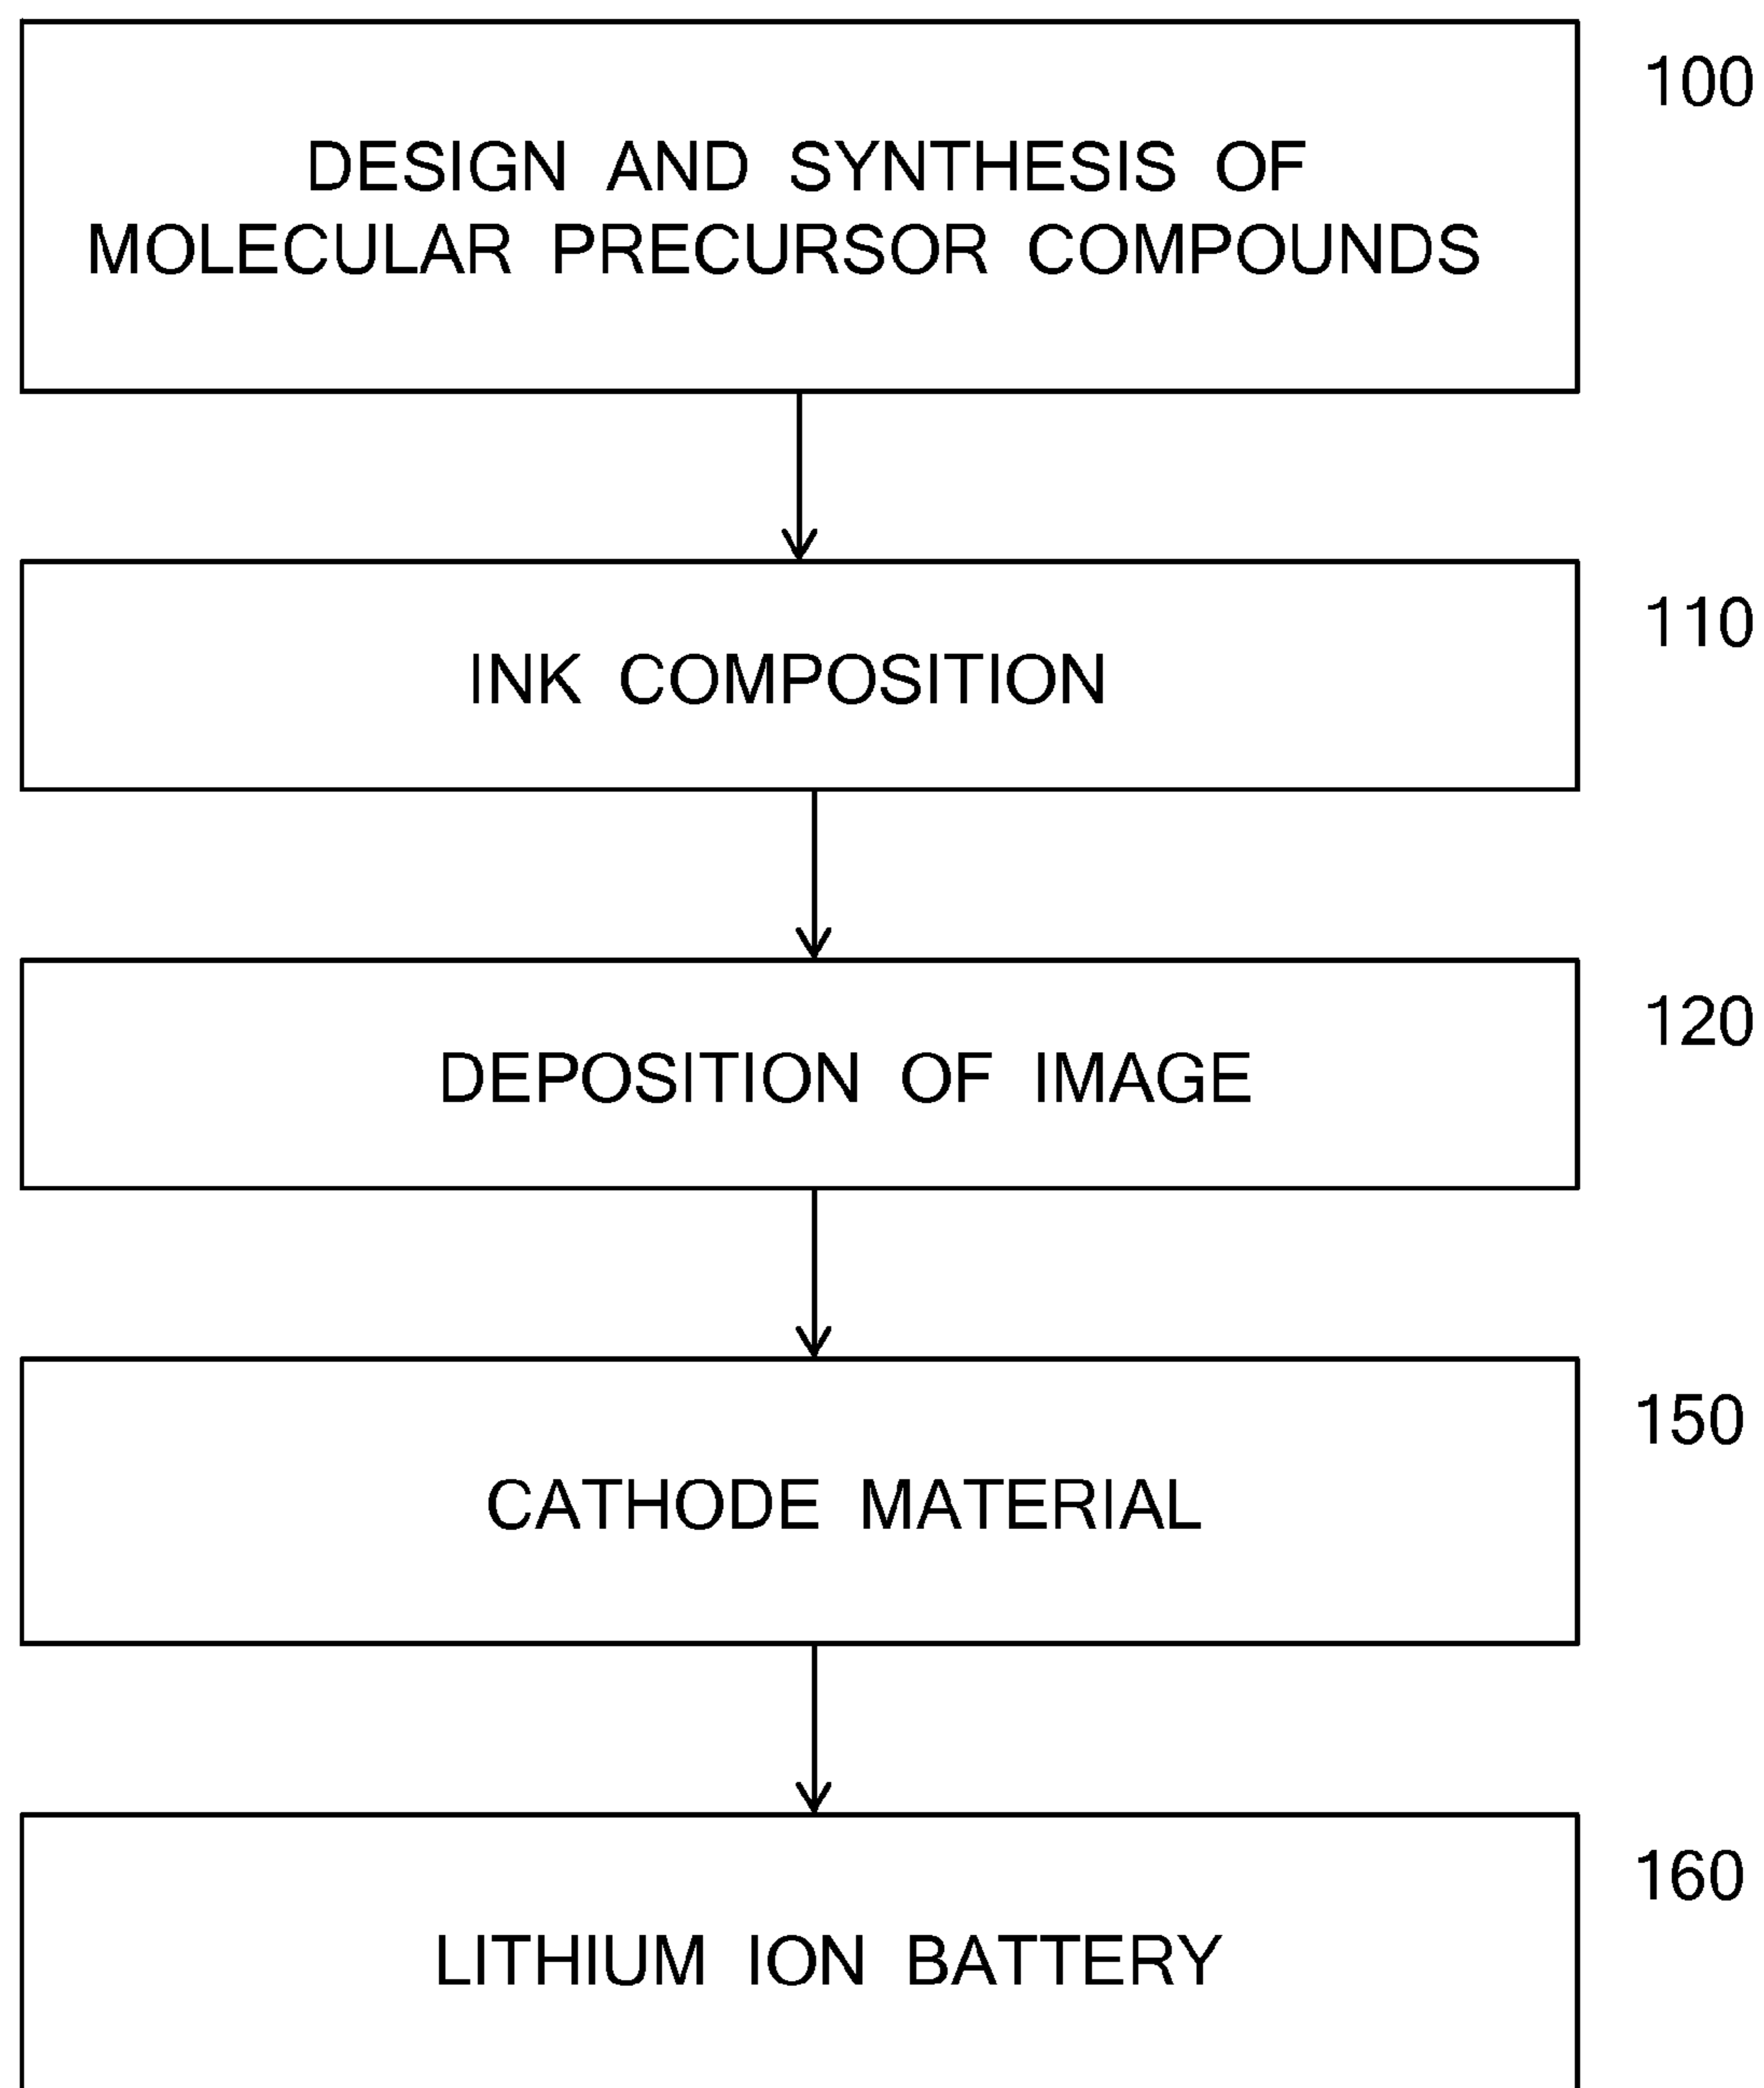 100
DESIGN AND SYNTHESIS OF
MOLECULAR PRECURSOR COMPOUNDS
110
INK COMPOSITION
120
DEPOSITION OF IMAGE
150
CATHODE MATERIAL
160
LITHIUM ION BATTERY